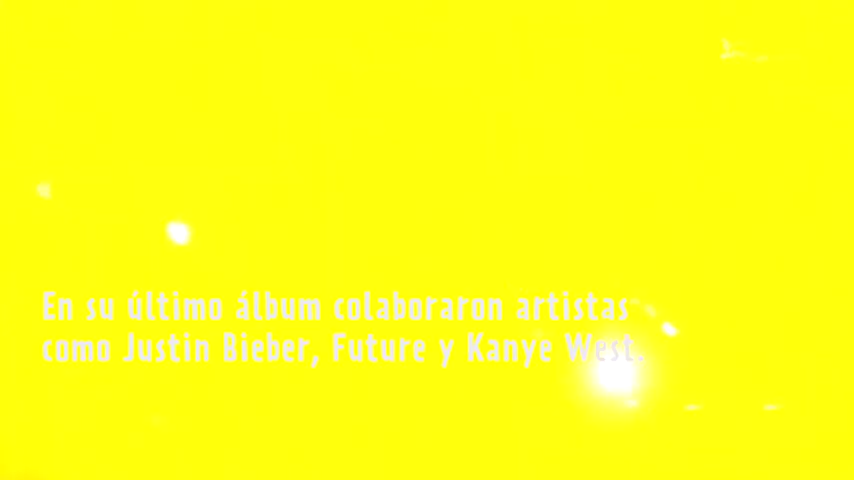 En su último álbum colaboraron artistas
como Justin Bieber, Future y Kanye West.